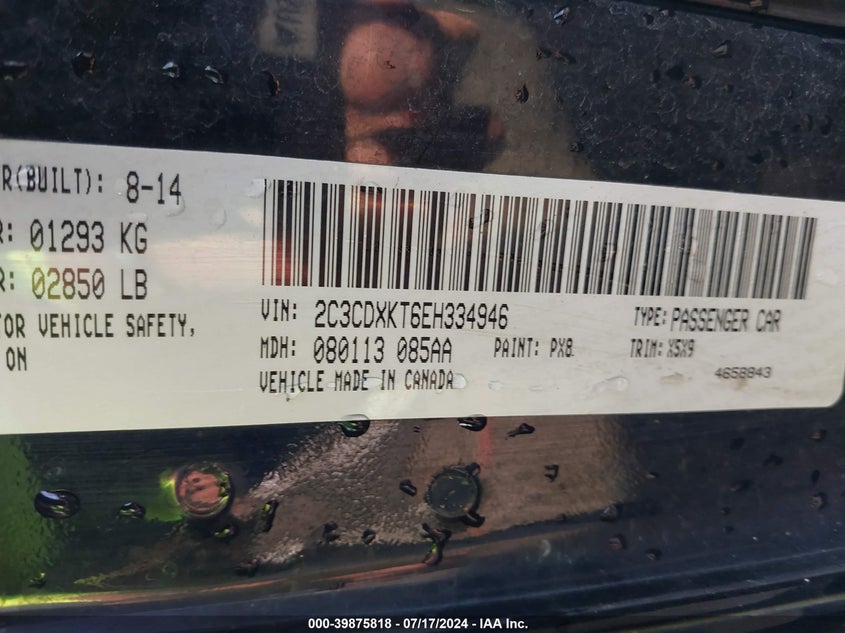 R(BUILT): 8-14
R: 01293 KG
R: 02850 LB
TOR VEHICLE SAFETY,
ON
VIN: 2C3CDXKT6EH334946
TYPE: PASSENGER CAR
MDH: 080113 085AA
PAINT: PX8
TRIM: X5X9
VEHICLE MADE IN CANADA
4658843
000-39875818 - 07/17/2024 - IAA Inc.